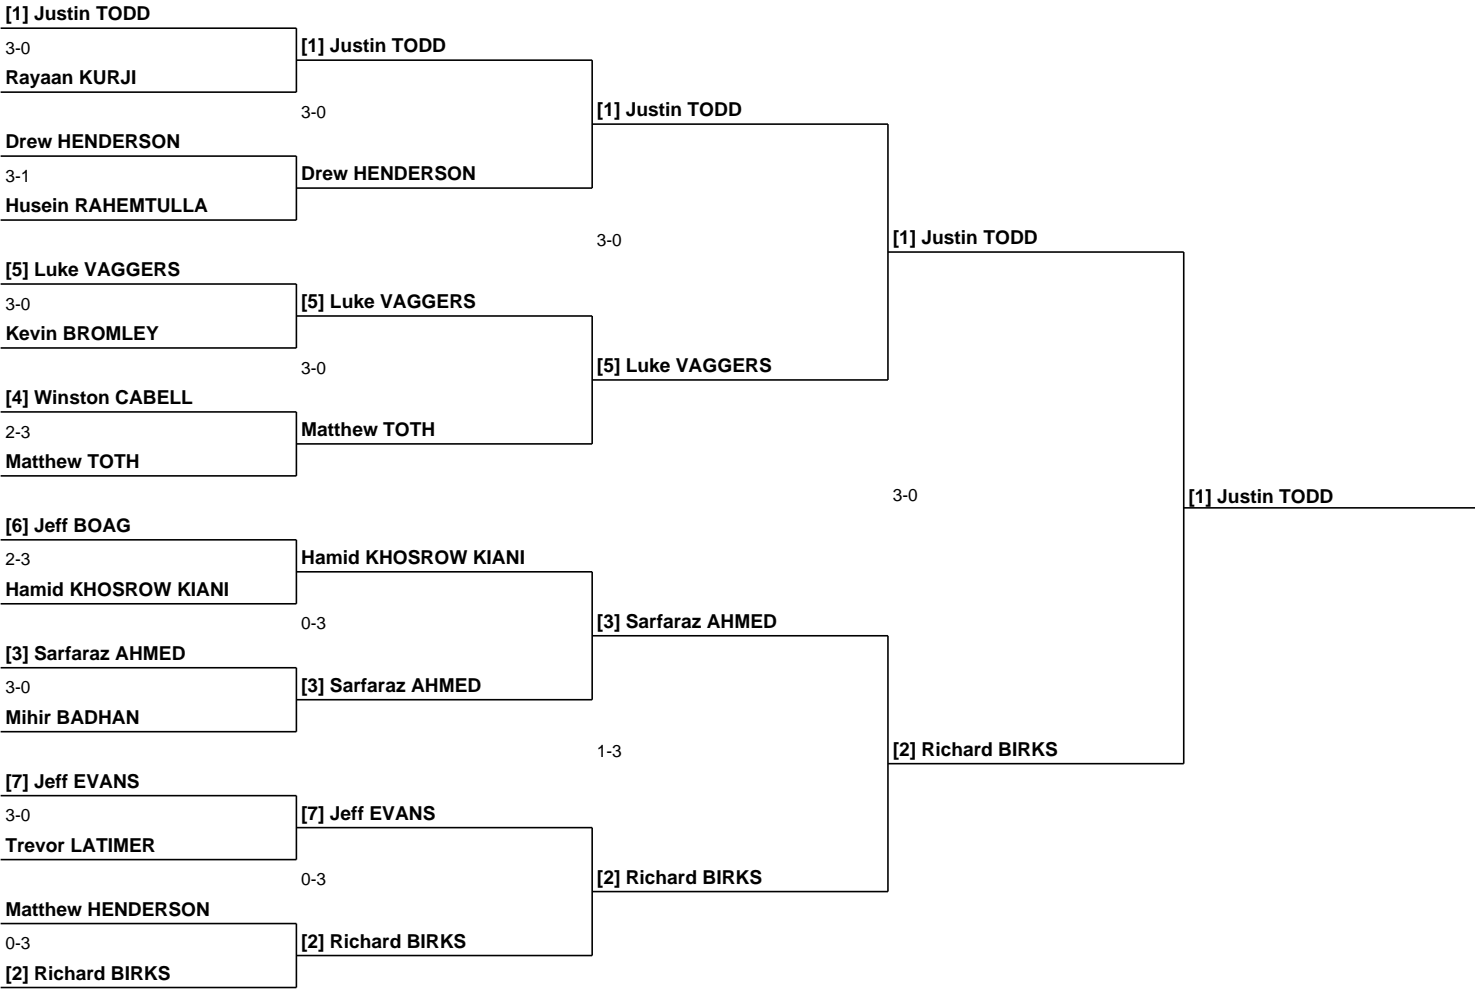 [1] Justin TODD
3-0
[1] Justin TODD
Rayaan KURJI
3-0
[1] Justin TODD
Drew HENDERSON
3-1
Drew HENDERSON
Husein RAHEMTULLA
3-0
[1] Justin TODD
[5] Luke VAGGERS
3-0
[5] Luke VAGGERS
Kevin BROMLEY
3-0
[5] Luke VAGGERS
[4] Winston CABELL
2-3
Matthew TOTH
Matthew TOTH
3-0
[1] Justin TODD
[6] Jeff BOAG
2-3
Hamid KHOSROW KIANI
Hamid KHOSROW KIANI
0-3
[3] Sarfaraz AHMED
[3] Sarfaraz AHMED
3-0
[3] Sarfaraz AHMED
Mihir BADHAN
1-3
[2] Richard BIRKS
[7] Jeff EVANS
3-0
[7] Jeff EVANS
Trevor LATIMER
0-3
[2] Richard BIRKS
Matthew HENDERSON
0-3
[2] Richard BIRKS
[2] Richard BIRKS